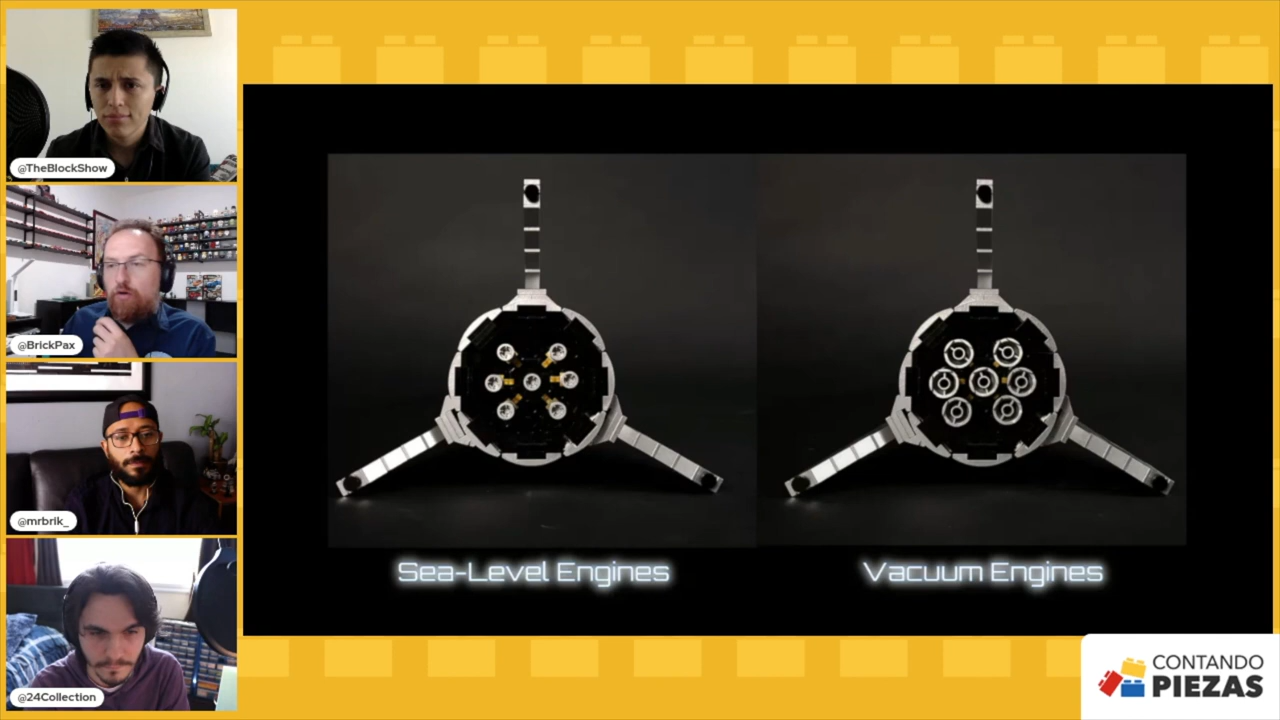 @TheBlockShow
@BrickPax
@mrbrik_
@24Collection
Sea-Level Engines
Vacuum Engines
CONTANDO
PIEZAS